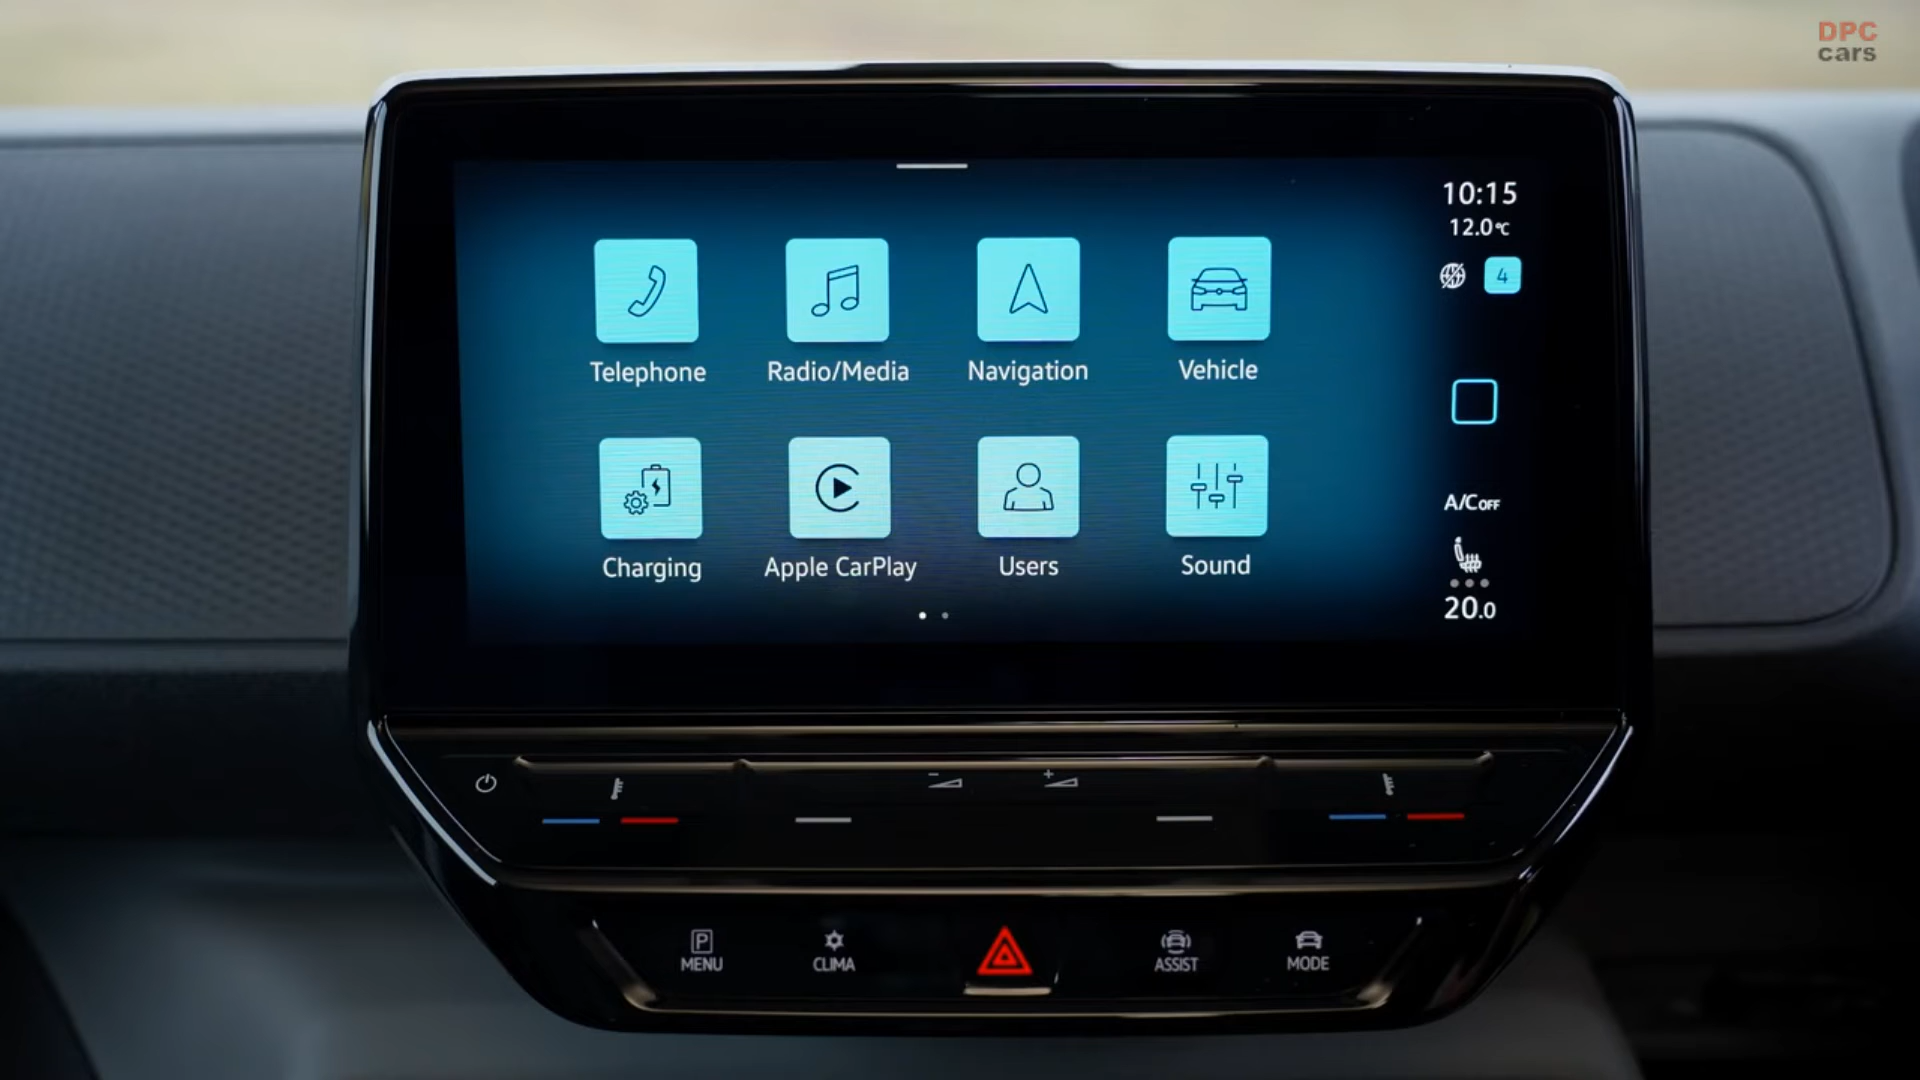 DPC
cars
10:15
12.0°C
4
Telephone
Radio/Media
Navigation
Vehicle
A/C OFF
Charging
Apple CarPlay
Users
Sound
20.0
- +
P
MENU
CLIMA
ASSIST
MODE